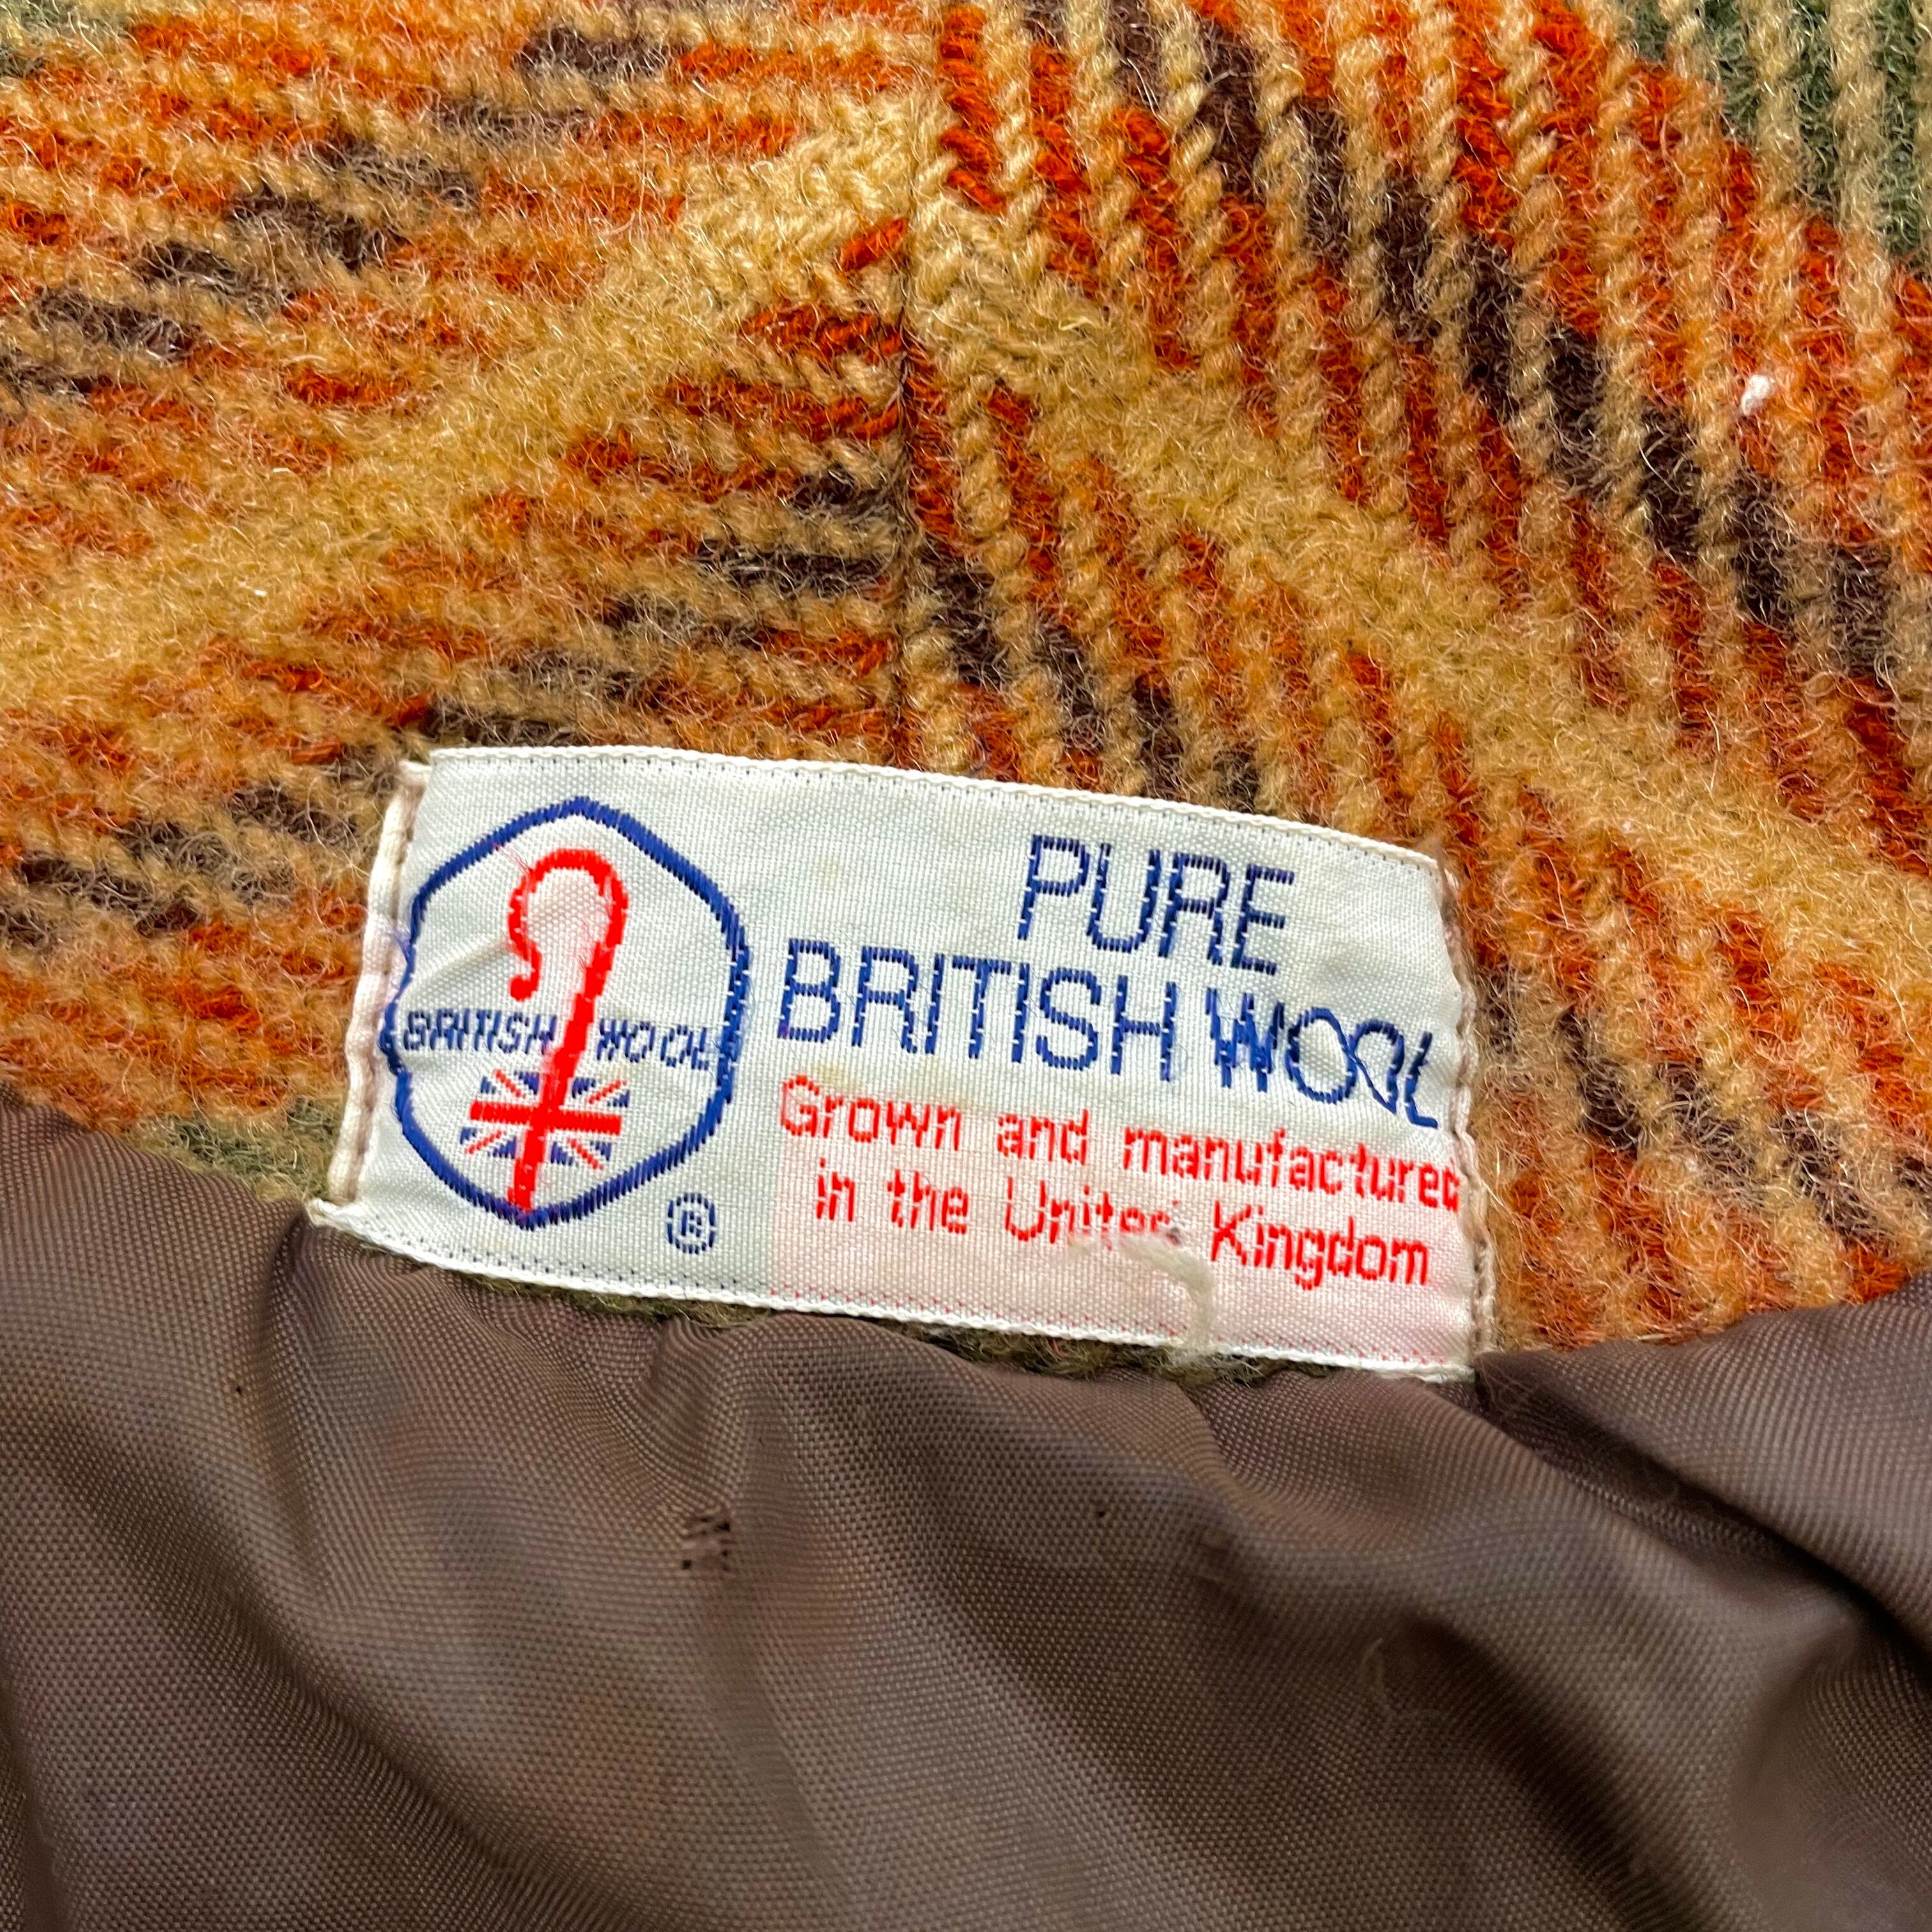 BRITISH WOOL
®
PURE
BRITISH WOOL
Grown and manufactured
in the United Kingdom